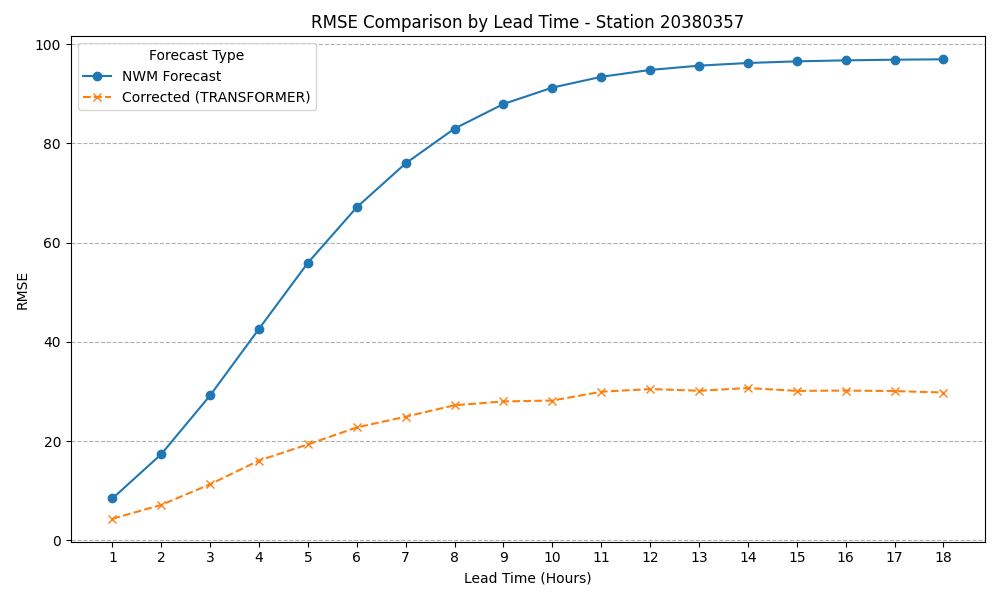 RMSE Comparison by Lead Time - Station 20380357
Forecast Type
NWM Forecast
Corrected (TRANSFORMER)
RMSE
100
80
60
40
20
0
1 2 3 4 5 6 7 8 9 10 11 12 13 14 15 16 17 18
Lead Time (Hours)